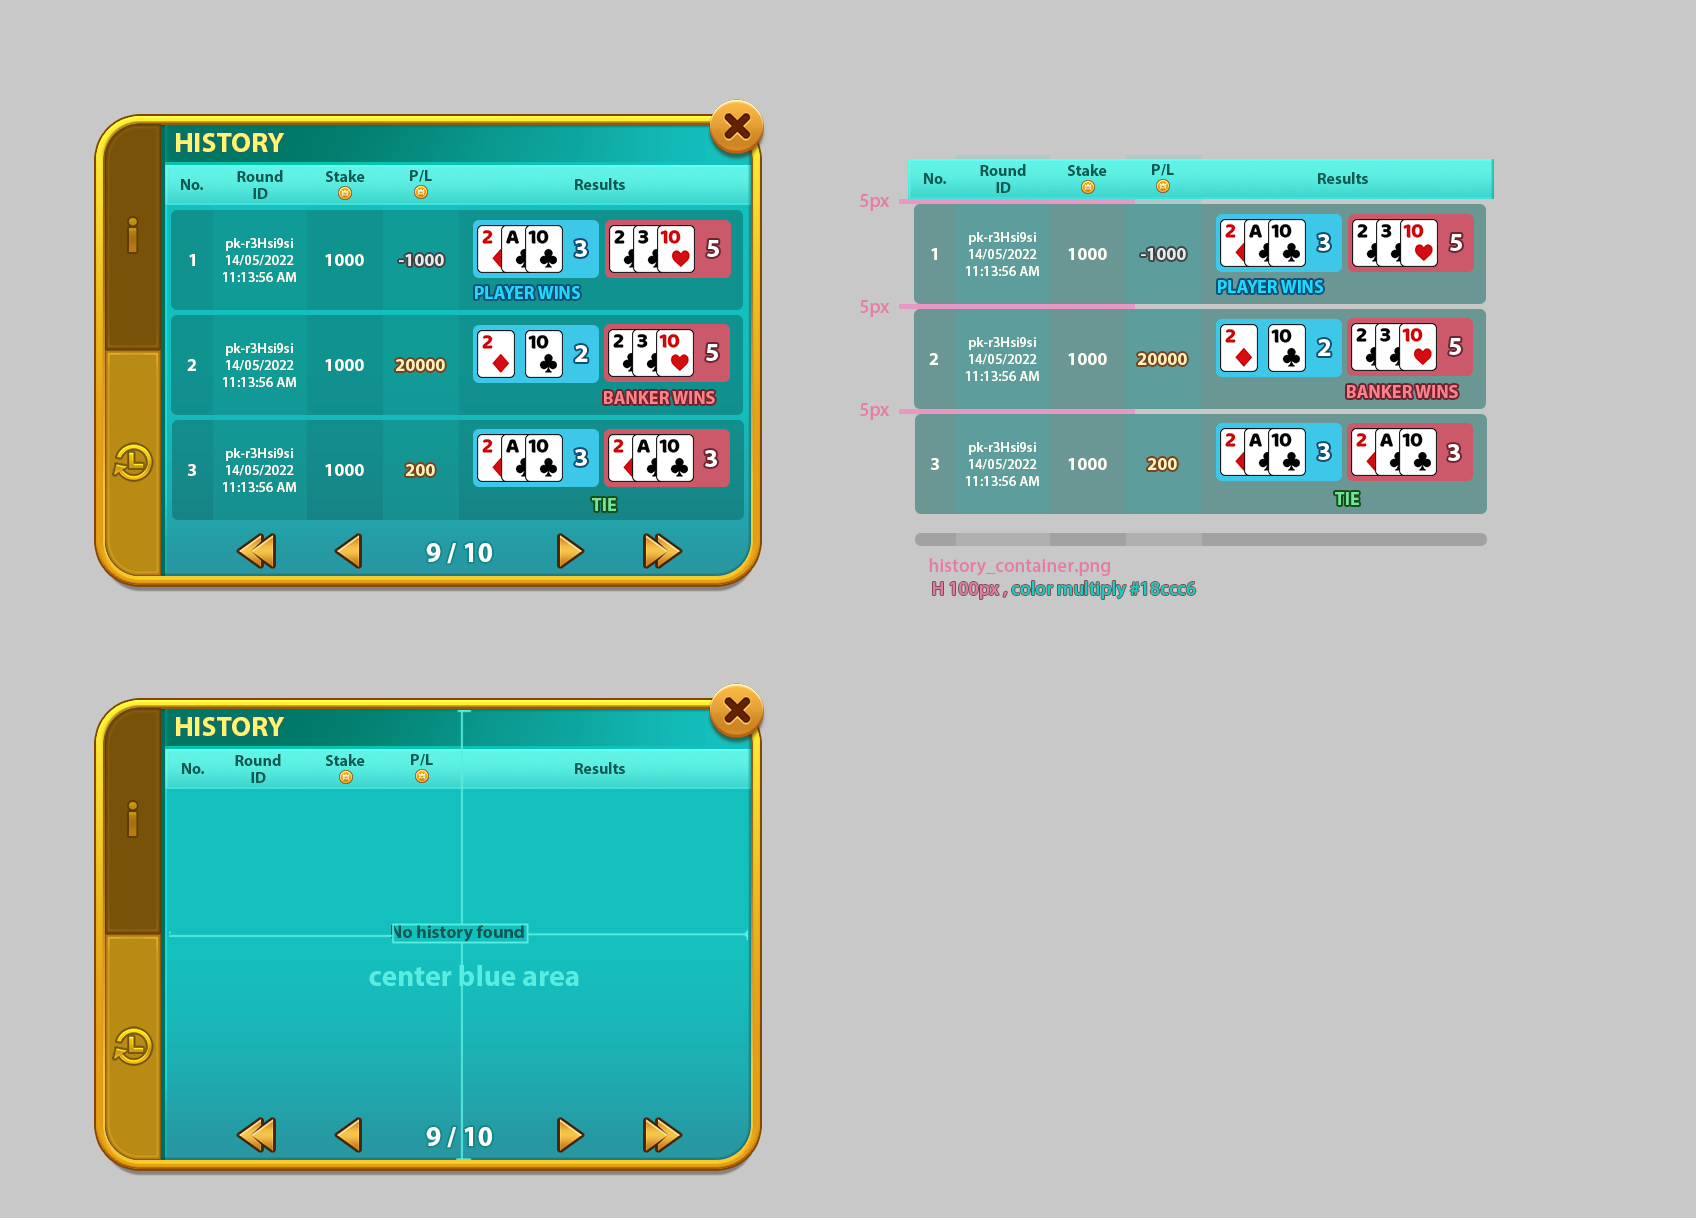 HISTORY
No. Round ID Stake P/L Results
1 pk-r3Hsi9si 14/05/2022 11:13:56 AM 1000 -1000 2 A 10 3 2 3 10 5
PLAYER WINS
2 pk-r3Hsi9si 14/05/2022 11:13:56 AM 1000 20000 2 10 2 2 3 10 5
BANKER WINS
3 pk-r3Hsi9si 14/05/2022 11:13:56 AM 1000 200 2 A 10 3 2 A 10 3
TIE
9 / 10
No. Round ID Stake P/L Results
5px
1 pk-r3Hsi9si 14/05/2022 11:13:56 AM 1000 -1000 2 A 10 3 2 3 10 5
PLAYER WINS
5px
2 pk-r3Hsi9si 14/05/2022 11:13:56 AM 1000 20000 2 10 2 2 3 10 5
BANKER WINS
5px
3 pk-r3Hsi9si 14/05/2022 11:13:56 AM 1000 200 2 A 10 3 2 A 10 3
TIE
history_container.png
H 100px , color multiply #18ccc6
HISTORY
No. Round ID Stake P/L Results
No history found
center blue area
9 / 10